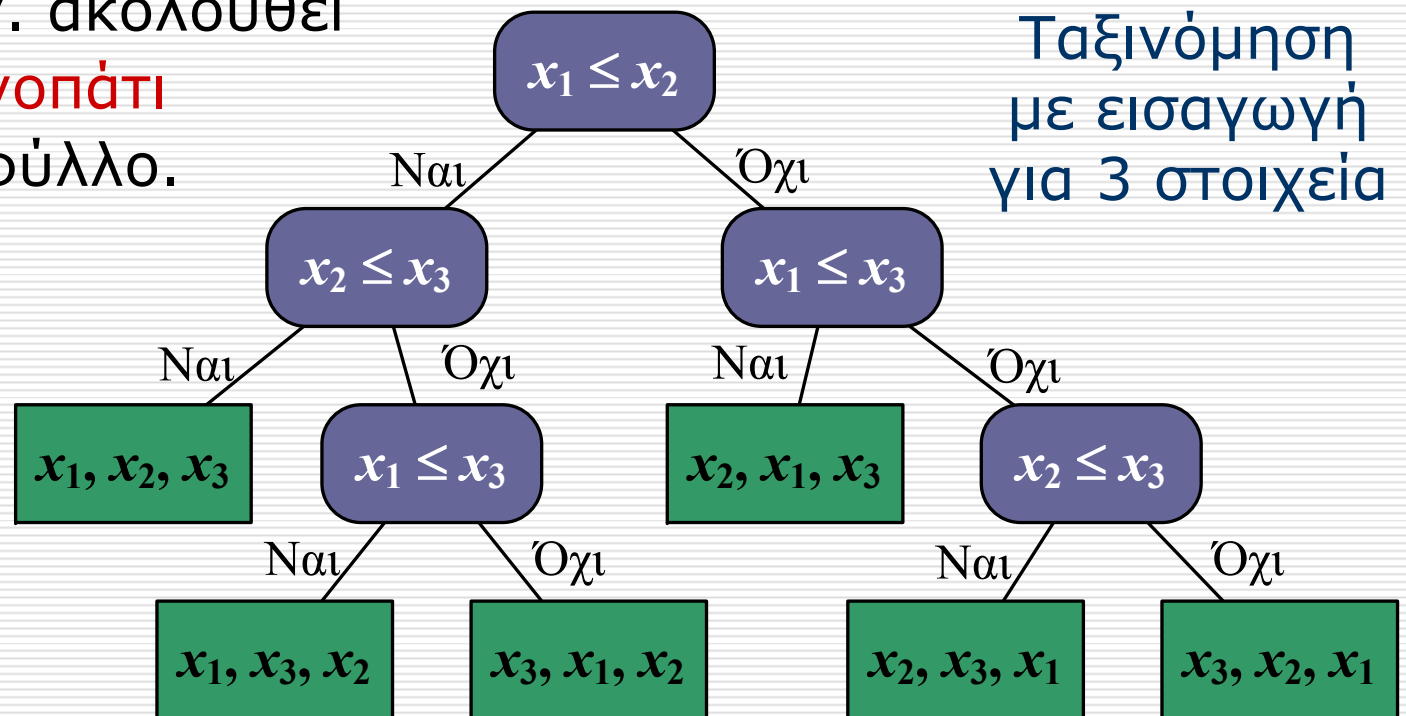 ακολουθεί
φύλλο.
Ταξινόμηση
με εισαγωγή
για 3 στοιχεία
x₁ ≤ x₂
Ναι Όχι
x₂ ≤ x₃ x₁ ≤ x₃
Ναι Όχι Ναι Όχι
x₁, x₂, x₃ x₁ ≤ x₃ x₂, x₁, x₃ x₂ ≤ x₃
Ναι Όχι Ναι Όχι
x₁, x₃, x₂ x₃, x₁, x₂ x₂, x₃, x₁ x₃, x₂, x₁